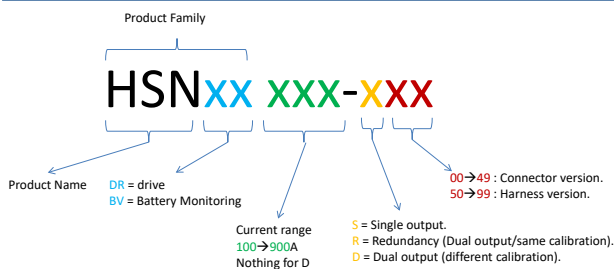 Product Family
HSNxx xxx-xxx
Product Name
DR = drive
BV = Battery Monitoring
Current range
100→900A
Nothing for D
S = Single output.
R = Redundancy (Dual output/same calibration).
D = Dual output (different calibration).
00→49 : Connector version.
50→99 : Harness version.